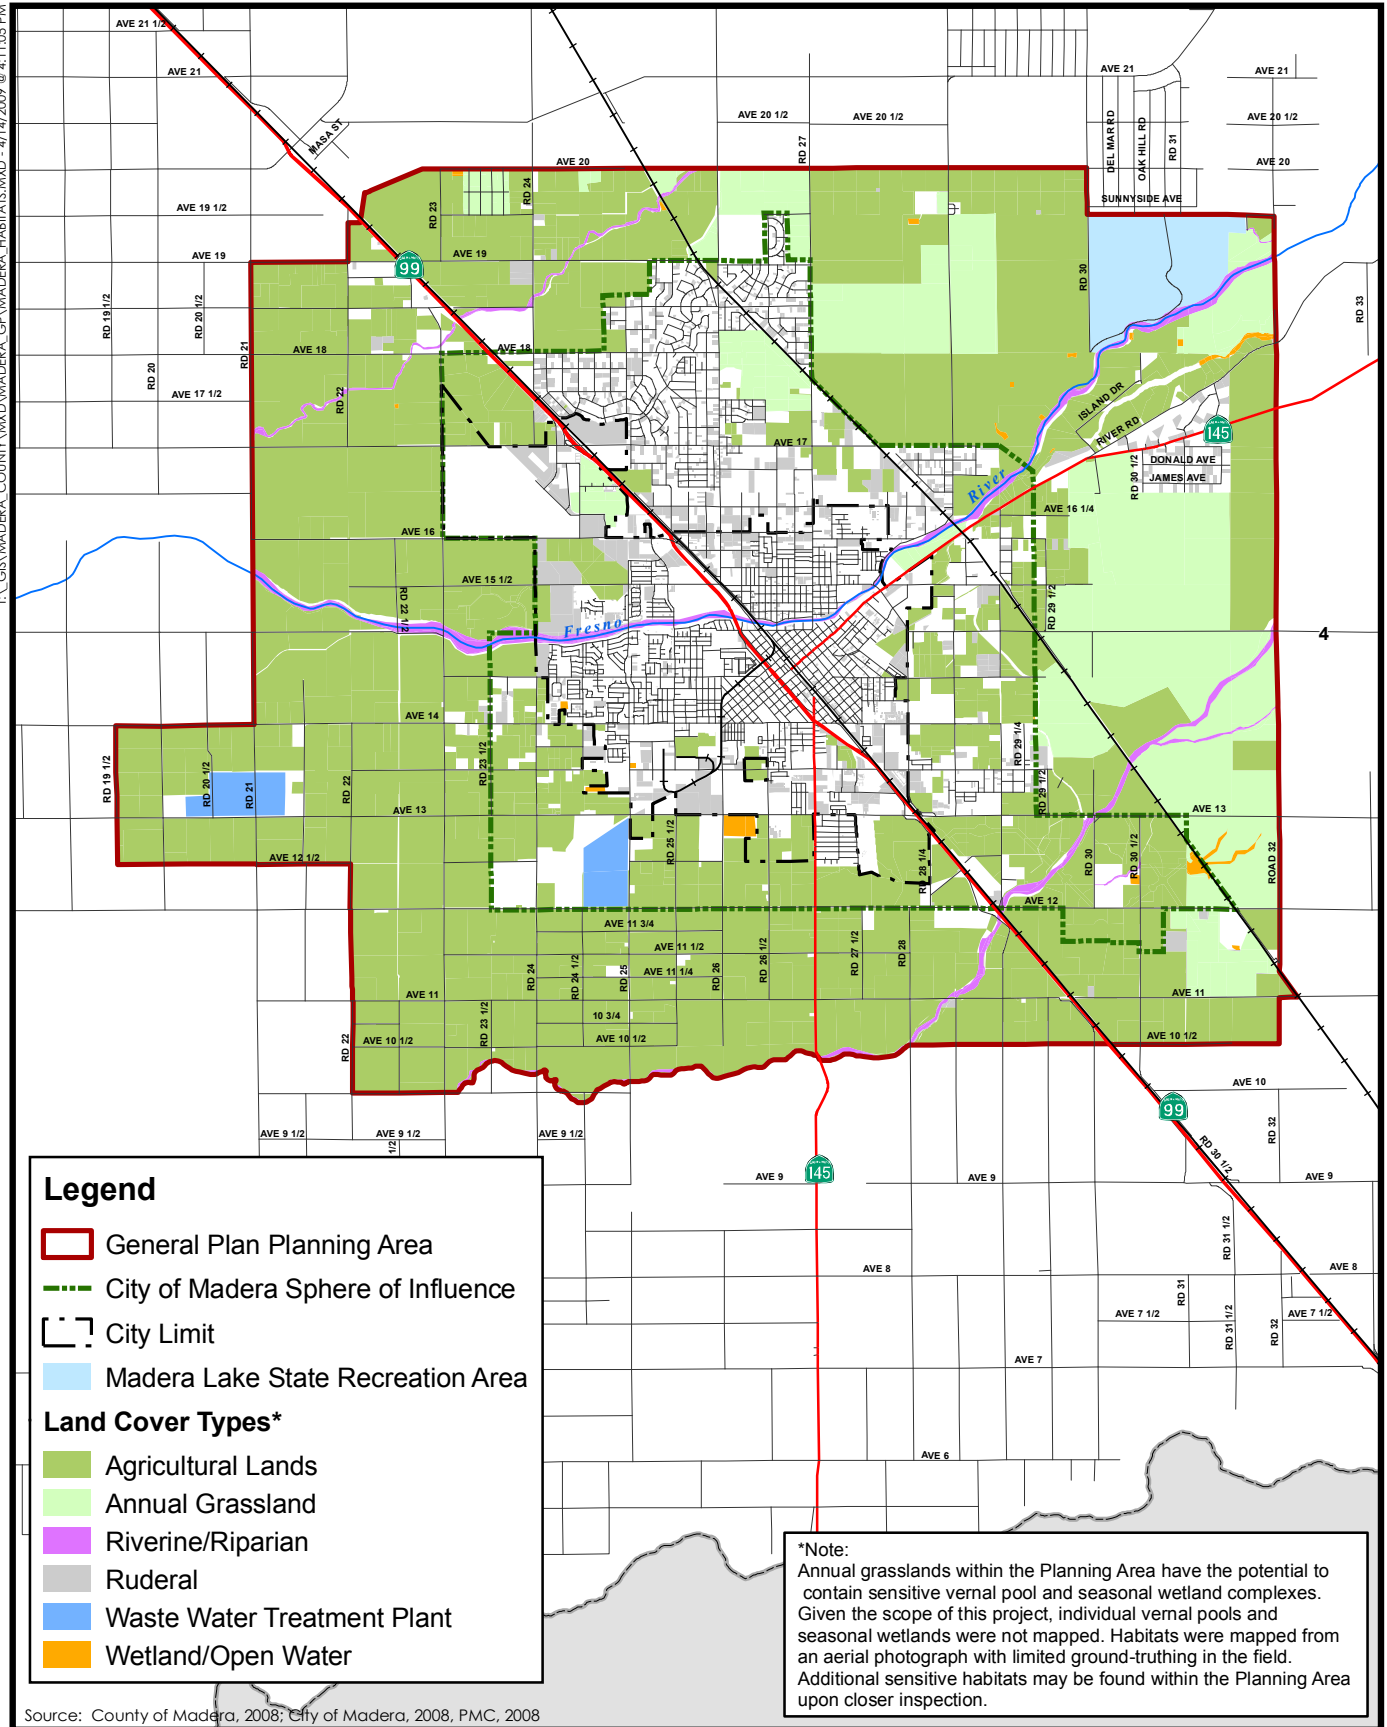 AVE 21 1/2
AVE 21
MASA ST
AVE 20 1/2
AVE 20 1/2
RD 27
AVE 21
DEL MAR RD
OAK HILL RD
RD 31
SUNNYSIDE AVE
AVE 21
AVE 20 1/2
AVE 20
AVE 20
RD 24
RD 23
AVE 19 1/2
AVE 19
AVE 19
99
RD 19 1/2
RD 20 1/2
RD 20
RD 21
AVE 18
AVE 18
AVE 17 1/2
RD 22
RD 30
RD 33
ISLAND DR
RIVER RD
145
AVE 17
RD 30 1/2
DONALD AVE
JAMES AVE
River
AVE 16 1/4
AVE 16
AVE 15 1/2
RD 22 1/2
RD 29 1/2
Fresno
4
AVE 14
RD 19 1/2
RD 20 1/2
RD 21
RD 22
RD 23 1/2
RD 29 1/4
RD 29 1/2
AVE 13
AVE 13
AVE 12 1/2
RD 25 1/2
RD 28 1/4
RD 30
RD 30 1/2
ROAD 32
AVE 12
AVE 11 3/4
AVE 11 1/2
AVE 11 1/4
RD 24
RD 24 1/2
RD 25
RD 26
RD 26 1/2
RD 27 1/2
RD 28
AVE 11
AVE 11
RD 23 1/2
10 3/4
AVE 10 1/2
AVE 10 1/2
AVE 10 1/2
RD 22
AVE 10
99
RD 32
RD 30 1/2
AVE 9 1/2
AVE 9 1/2
1/2
AVE 9 1/2
145
AVE 9
AVE 9
AVE 9
RD 31 1/2
AVE 8
AVE 8
RD 31
AVE 7 1/2
RD 31 1/2
RD 32
AVE 7 1/2
AVE 7
AVE 6
Legend
General Plan Planning Area
City of Madera Sphere of Influence
City Limit
Madera Lake State Recreation Area
Land Cover Types*
Agricultural Lands
Annual Grassland
Riverine/Riparian
Ruderal
Waste Water Treatment Plant
Wetland/Open Water
Source: County of Madera, 2008; City of Madera, 2008, PMC, 2008
*Note:
Annual grasslands within the Planning Area have the potential to
contain sensitive vernal pool and seasonal wetland complexes.
Given the scope of this project, individual vernal pools and
seasonal wetlands were not mapped. Habitats were mapped from
an aerial photograph with limited ground-truthing in the field.
Additional sensitive habitats may be found within the Planning Area
upon closer inspection.